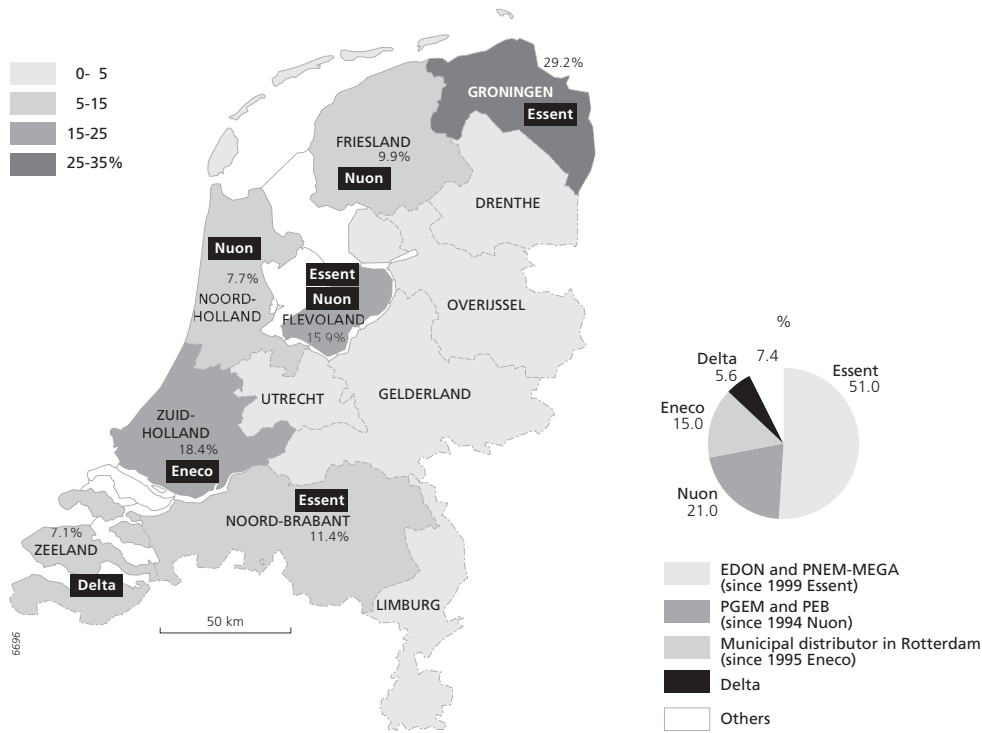 0- 5
5-15
15-25
25-35%
29.2%
GRONINGEN
Essent
FRIESLAND
9.9%
Nuon
DRENTHE
Nuon
7.7%
NOORD-
HOLLAND
Essent
Nuon
FLEVOLAND
15.9%
OVERIJSSEL
GELDERLAND
UTRECHT
ZUID-
HOLLAND
18.4%
Eneco
Essent
NOORD-BRABANT
11.4%
7.1%
ZEELAND
Delta
LIMBURG
50 km
6696
%
7.4
Delta
5.6
Essent
51.0
Eneco
15.0
Nuon
21.0
EDON and PNEM-MEGA
(since 1999 Essent)
PGEM and PEB
(since 1994 Nuon)
Municipal distributor in Rotterdam
(since 1995 Eneco)
Delta
Others